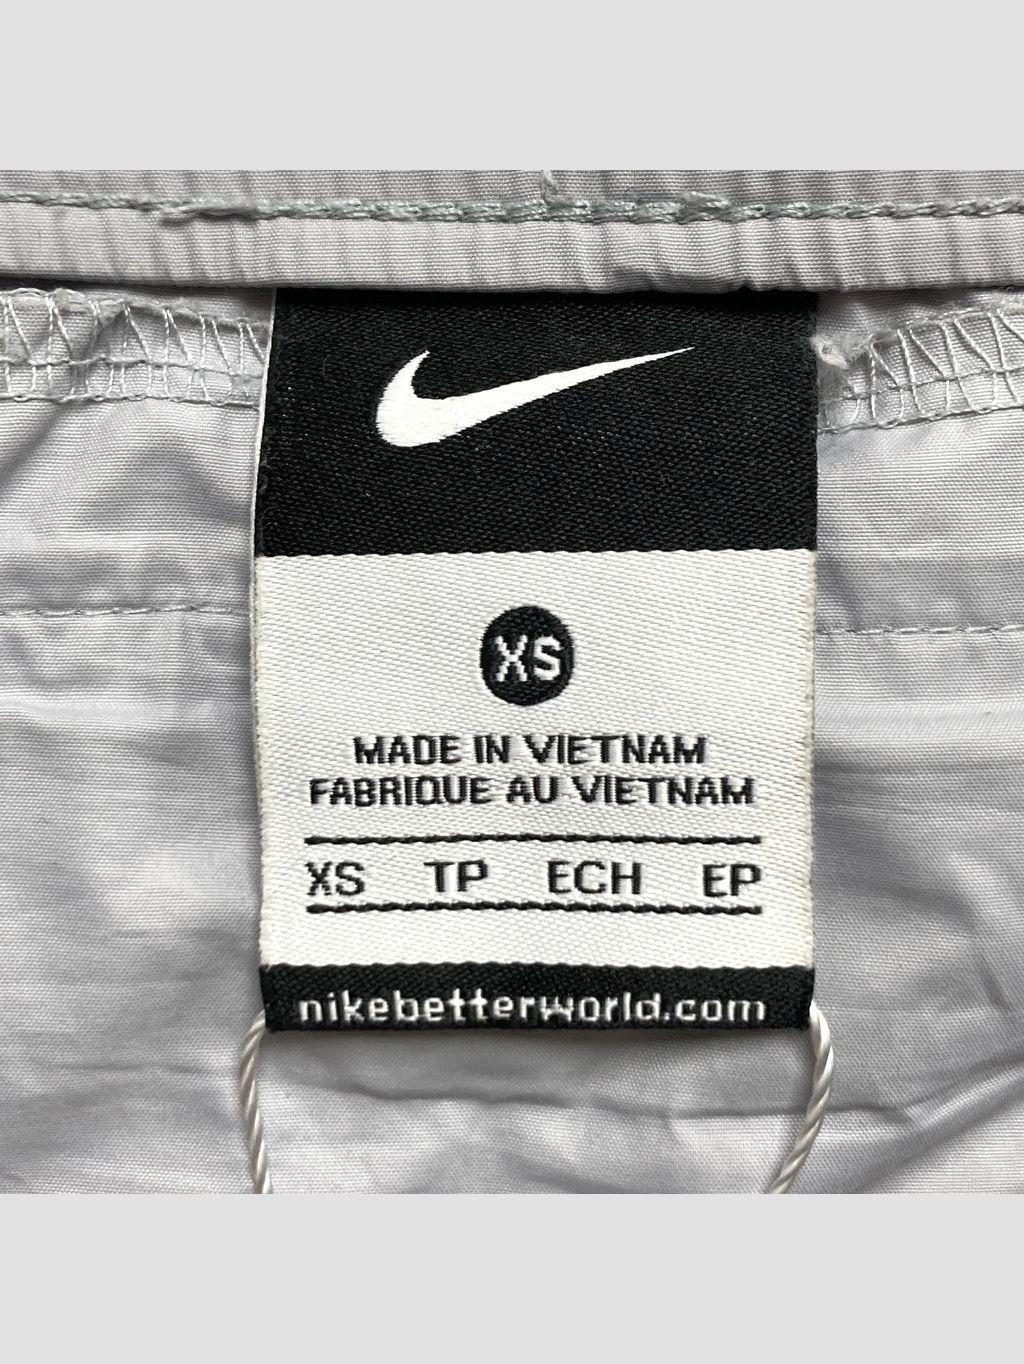 XS
MADE IN VIETNAM
FABRIQUE AU VIETNAM
XS TP ECH EP
nikebetterworld.com